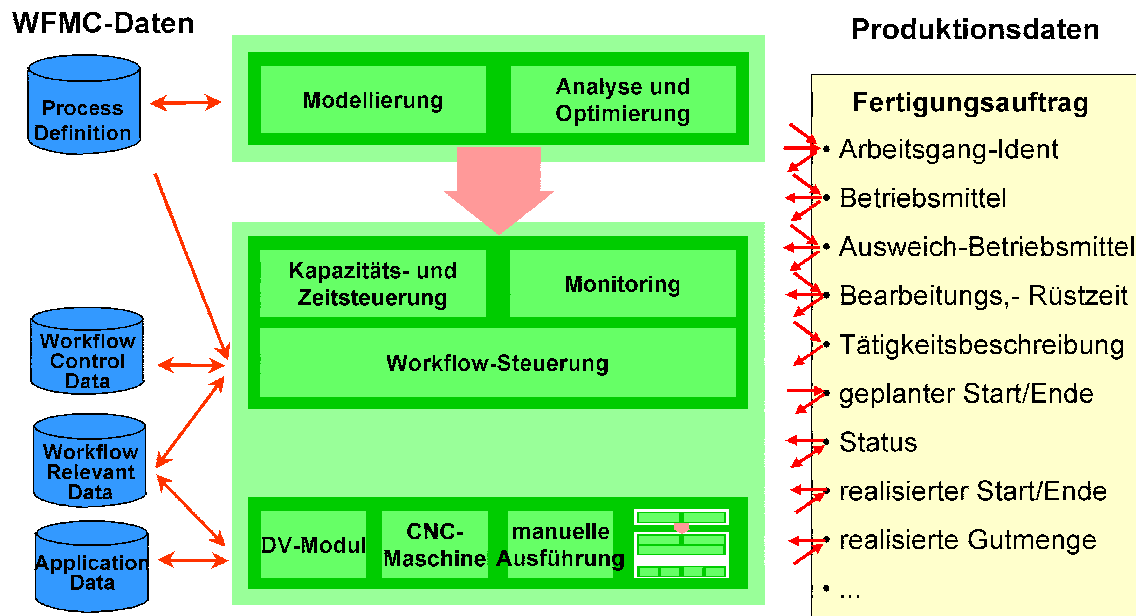 WFMC-Daten
Process
Definition
Workflow
Control
Data
Workflow
Relevant
Data
Application
Data
Modellierung
Analyse und
Optimierung
Kapazitäts- und
Zeitsteuerung
Monitoring
Workflow-Steuerung
DV-Modul
CNC-
Maschine
manuelle
Ausführung
Produktionsdaten
Fertigungsauftrag
• Arbeitsgang-Ident
• Betriebsmittel
• Ausweich-Betriebsmittel
• Bearbeitungs,- Rüstzeit
• Tätigkeitsbeschreibung
• geplanter Start/Ende
• Status
• realisierter Start/Ende
• realisierte Gutmenge
• ...